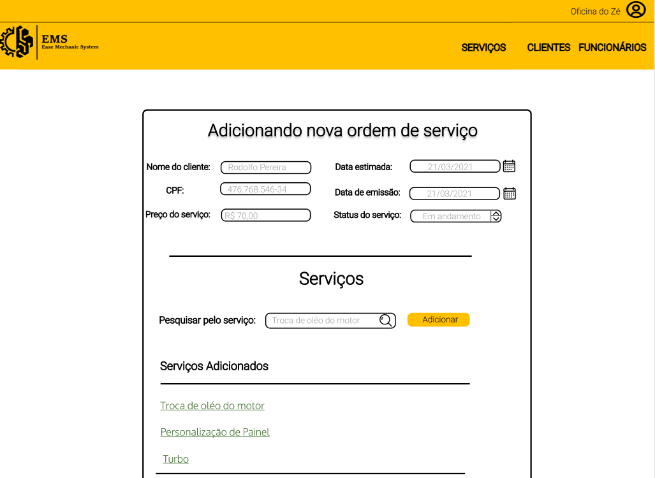 Oficina do Zé
EMS
Ease Mechanic System
SERVIÇOS CLIENTES FUNCIONÁRIOS
Adicionando nova ordem de serviço
Nome do cliente: Rodolfo Pereira Data estimada: 21/03/2021
CPF: 476.768.546-34 Data de emissão: 21/03/2021
Preço do serviço: R$ 70,00 Status do serviço: Em andamento
Serviços
Pesquisar pelo serviço: Troca de oléo do motor Adicionar
Serviços Adicionados
Troca de oléo do motor
Personalização de Painel
Turbo